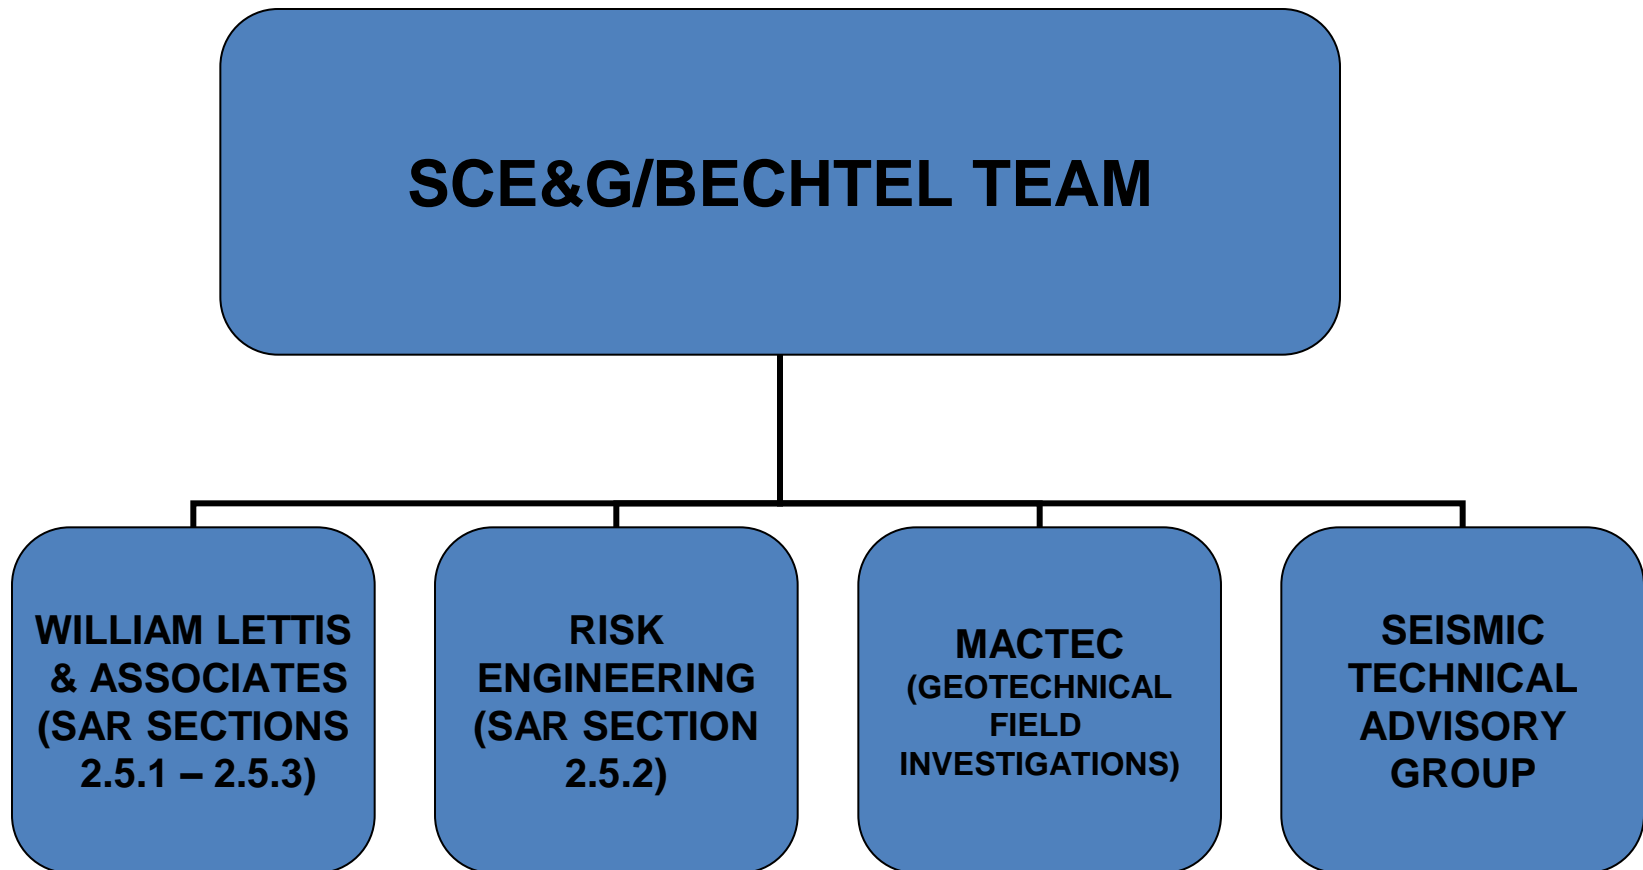 SCE&G/BECHTEL TEAM
WILLIAM LETTIS
& ASSOCIATES
(SAR SECTIONS
2.5.1 – 2.5.3)
RISK
ENGINEERING
(SAR SECTION
2.5.2)
MACTEC
(GEOTECHNICAL
FIELD
INVESTIGATIONS)
SEISMIC
TECHNICAL
ADVISORY
GROUP